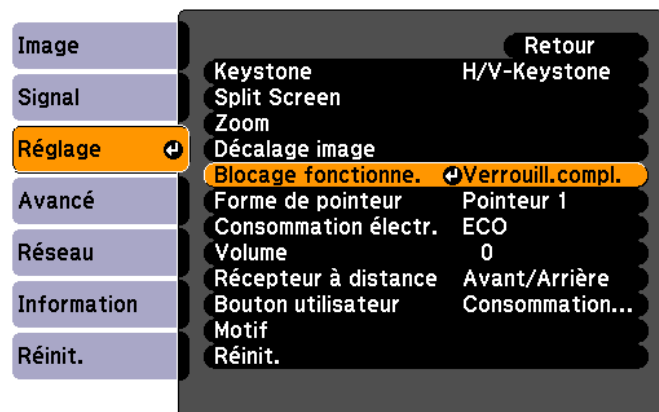 Image
Signal
Réglage
Avancé
Réseau
Information
Réinit.
Retour
Keystone H/V-Keystone
Split Screen
Zoom
Décalage image
Blocage fonctionne. Verrouill.compl.
Forme de pointeur Pointeur 1
Consommation électr. ECO
Volume 0
Récepteur à distance Avant/Arrière
Bouton utilisateur Consommation...
Motif
Réinit.